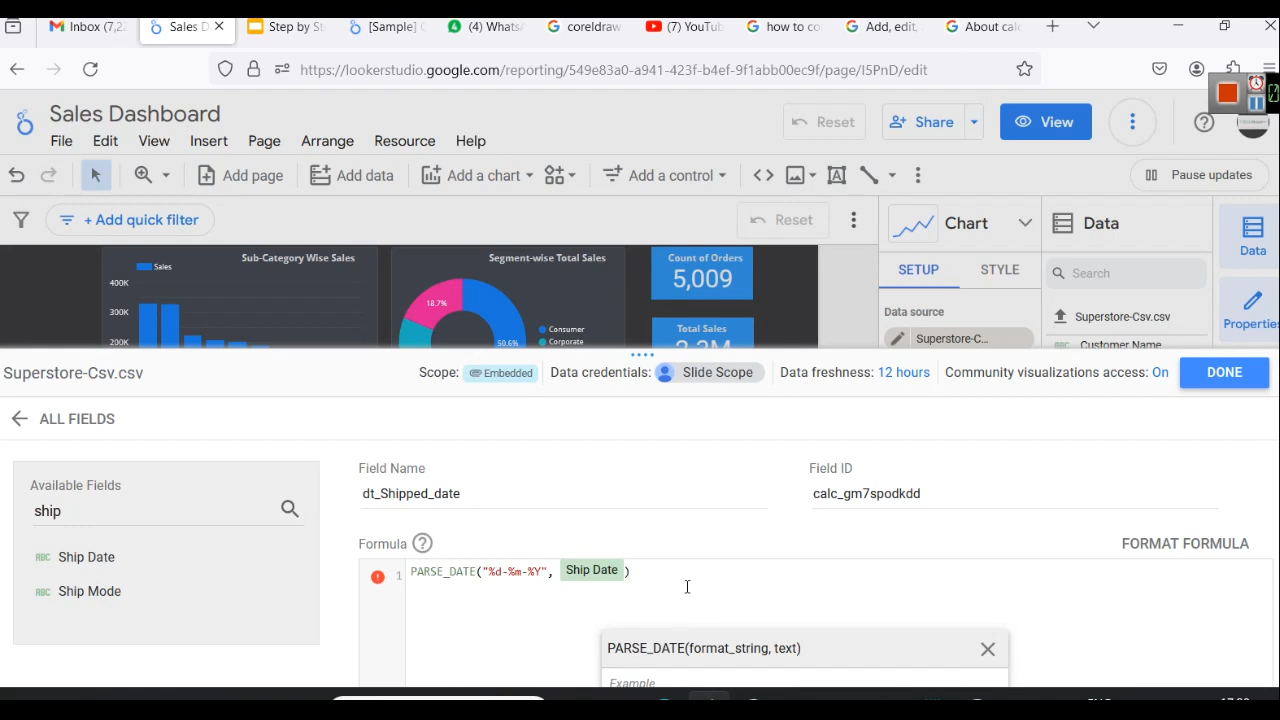 Inbox (7,2
Sales D
Step by St
[Sample]
(4) Whats
coreldraw
(7) YouTub
how to co
Add, edit,
About calc
https://lookerstudio.google.com/reporting/549e83a0-a941-423f-b4ef-9f1abb00ec9f/page/I5PnD/edit
Sales Dashboard
Reset
Share
View
File Edit View Insert Page Arrange Resource Help
Add page
Add data
Add a chart
Add a control
Pause updates
+ Add quick filter
Reset
Chart
Data
Data
Sales
Sub-Category Wise Sales
Segment-wise Total Sales
Count of Orders
5,009
SETUP
STYLE
Search
400K
300K
200K
18.7%
50.6%
Consumer
Corporate
Total Sales
Data source
Superstore-C...
Superstore-Csv.csv
ABC Customer Name
Properties
Superstore-Csv.csv
Scope: Embedded
Data credentials: Slide Scope
Data freshness: 12 hours
Community visualizations access: On
DONE
ALL FIELDS
Available Fields
ship
ABC Ship Date
ABC Ship Mode
Field Name
dt_Shipped_date
Field ID
calc_gm7spodkdd
Formula
FORMAT FORMULA
1 PARSE_DATE("%d-%m-%Y", Ship Date )
PARSE_DATE(format_string, text)
Example